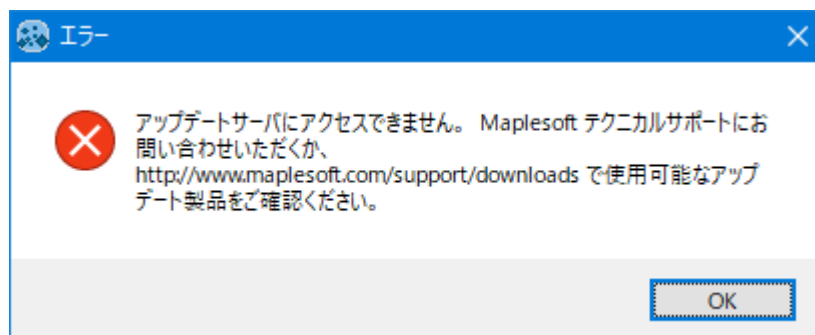 エラー
アップデートサーバにアクセスできません。 Maplesoft テクニカルサポートにお
問い合わせいただくか、
http://www.maplesoft.com/support/downloads で使用可能なアップ
デート製品をご確認ください。
OK